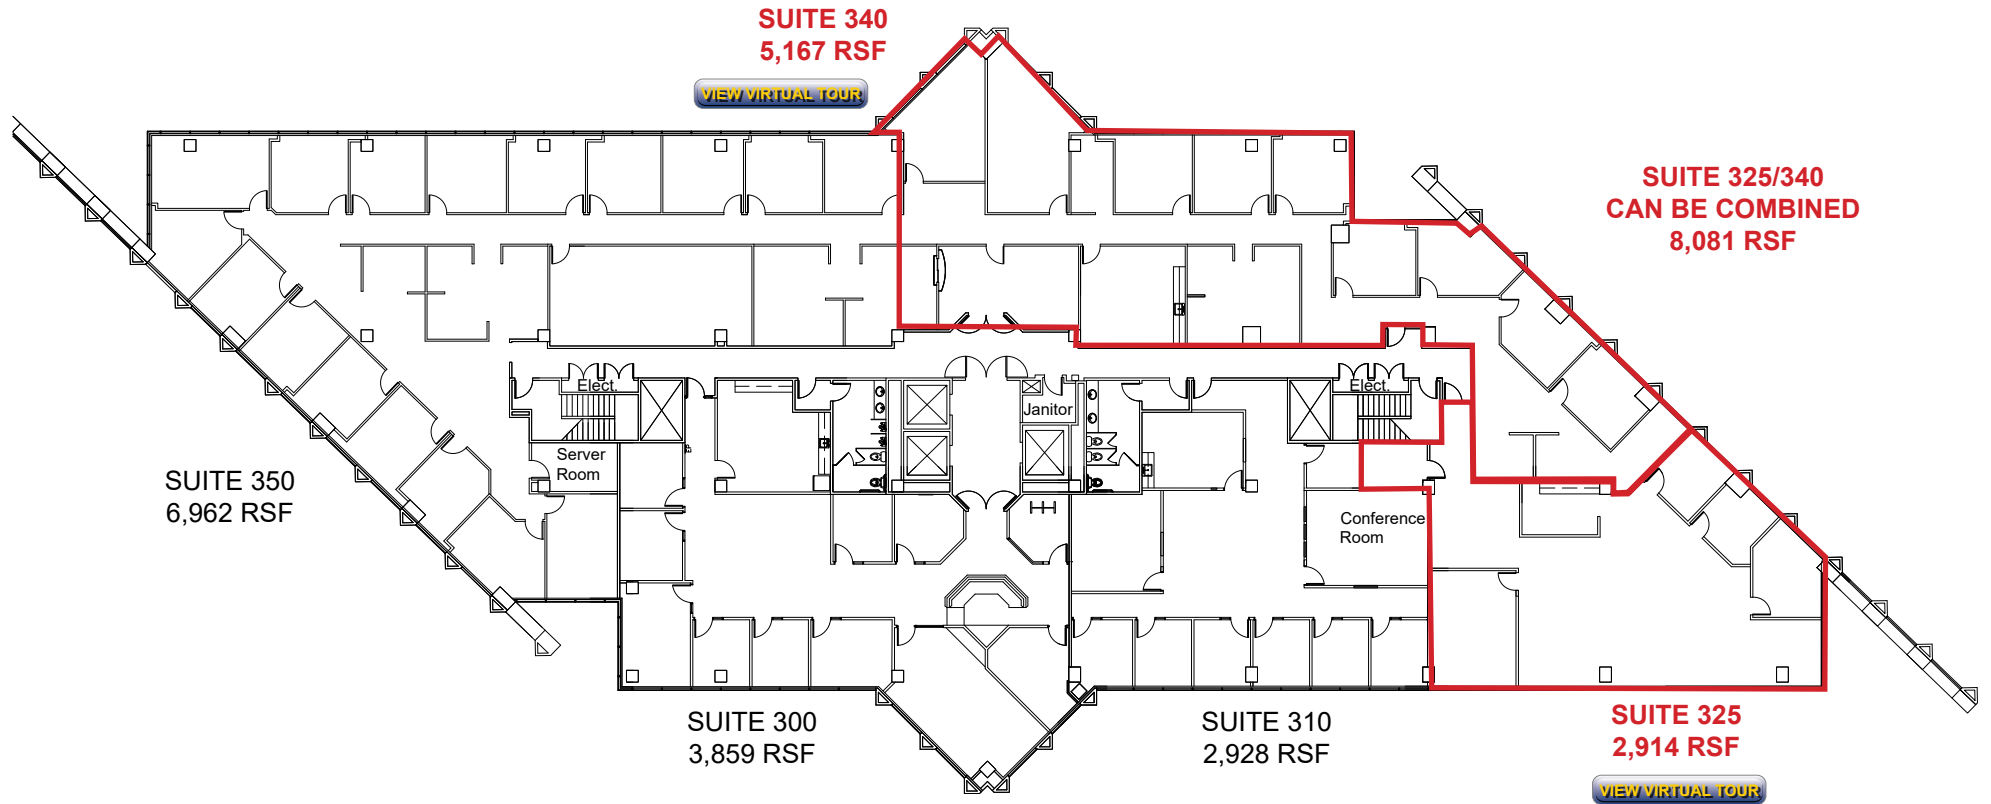 SUITE 340
5,167 RSF
VIEW VIRTUAL TOUR
SUITE 325/340
CAN BE COMBINED
8,081 RSF
Elect.
Elect.
Janitor
Server
Room
SUITE 350
6,962 RSF
Conference
Room
SUITE 300
3,859 RSF
SUITE 310
2,928 RSF
SUITE 325
2,914 RSF
VIEW VIRTUAL TOUR